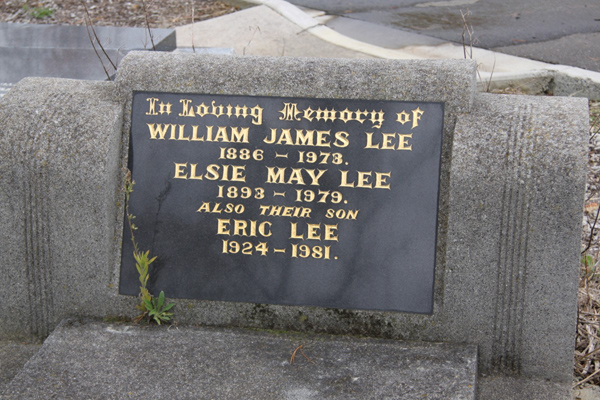 In Loving Memory of
WILLIAM JAMES LEE
1886 - 1973.
ELSIE MAY LEE
1893 - 1979.
ALSO THEIR SON
ERIC LEE
1924 - 1981.